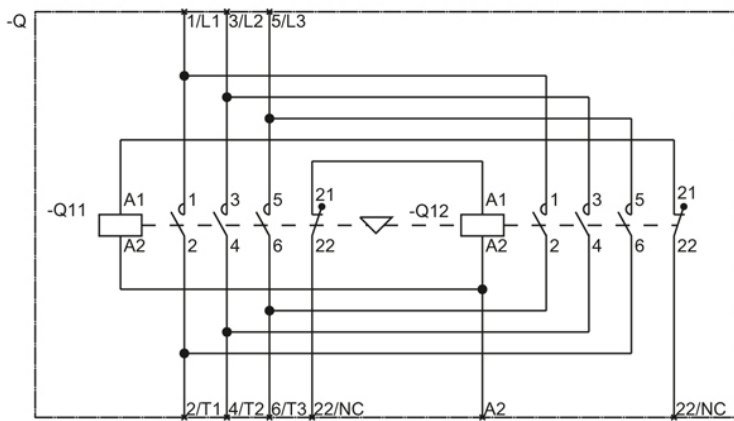 -Q 1/L1 3/L2 5/L3
A1 1 3 5 21 A1 1 3 5 21
-Q11 -Q12
A2 2 4 6 22 A2 2 4 6 22
2/T1 4/T2 6/T3 22/NC A2 22/NC